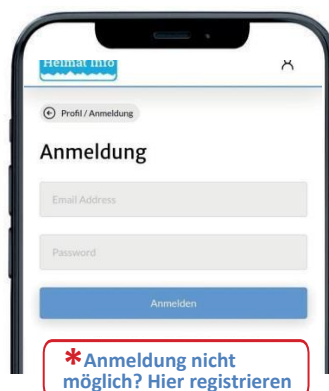 Heimat Info
Profil / Anmeldung
Anmeldung
Email Address
Password
Anmelden
*Anmeldung nicht
möglich? Hier registrieren